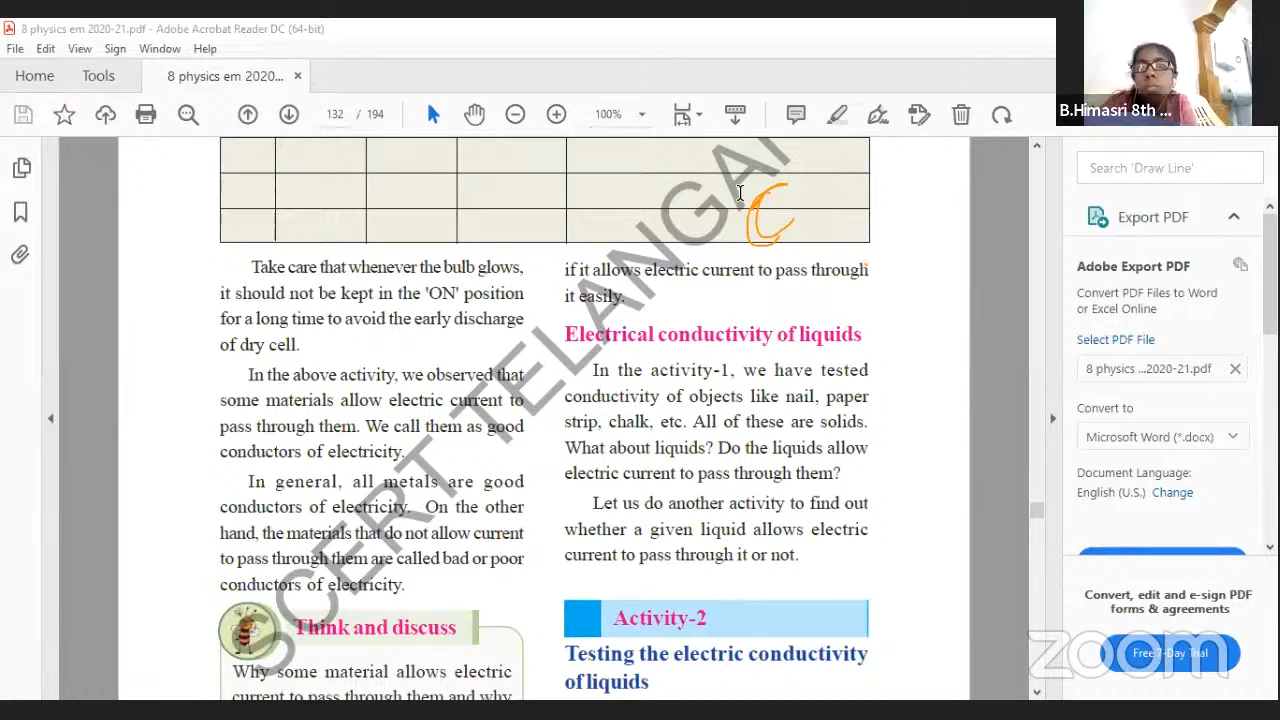 8 physics em 2020-21.pdf - Adobe Acrobat Reader DC (64-bit)
File Edit View Sign Window Help
Home Tools 8 physics em 2020... ×
132 / 194 100%
B.Himasri 8th ...
Search 'Draw Line'
Export PDF
Adobe Export PDF
Convert PDF Files to Word
or Excel Online
Select PDF File
8 physics ...2020-21.pdf
Convert to
Microsoft Word (*.docx)
Document Language:
English (U.S.) Change
Convert, edit and e-sign PDF
forms & agreements
Free 7-Day Trial
zoom
SCERT TELANGAN
C
Take care that whenever the bulb glows,
it should not be kept in the 'ON' position
for a long time to avoid the early discharge
of dry cell.
In the above activity, we observed that
some materials allow electric current to
pass through them. We call them as good
conductors of electricity.
In general, all metals are good
conductors of electricity. On the other
hand, the materials that do not allow current
to pass through them are called bad or poor
conductors of electricity.
Think and discuss
Why some material allows electric
current to pass through them and why
if it allows electric current to pass through
it easily.
Electrical conductivity of liquids
In the activity-1, we have tested
conductivity of objects like nail, paper
strip, chalk, etc. All of these are solids.
What about liquids? Do the liquids allow
electric current to pass through them?
Let us do another activity to find out
whether a given liquid allows electric
current to pass through it or not.
Activity-2
Testing the electric conductivity
of liquids